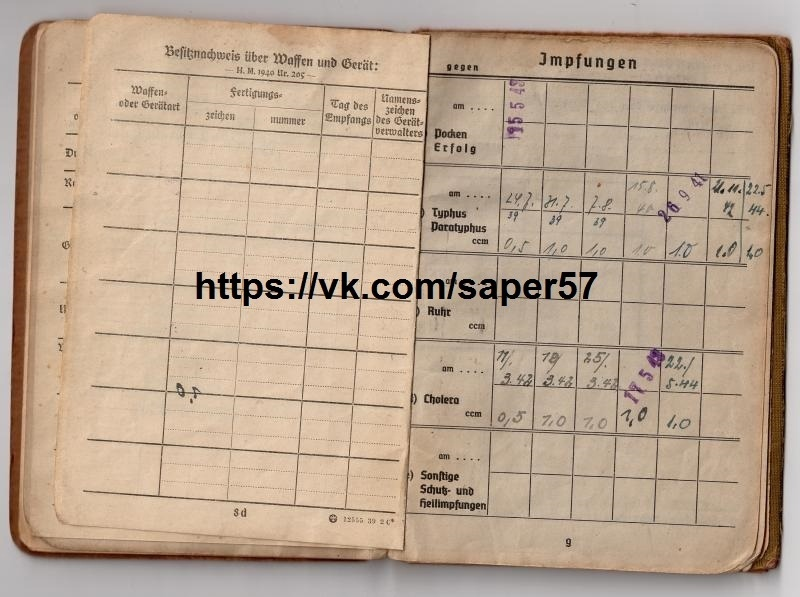 Besitznachweis über Waffen und Gerät:
— H. M. 1940 Nr. 205 —
Waffen-
oder Gerätart
Fertigungs-
zeichen
nummer
Tag des
Empfangs
Namens-
zeichen
des Gerät-
verwalters
1,0
8d
12555 39 2 C
gegen
Impfungen
am ....
Pocken
Erfolg
am ....
24.7. 31.7. 7.8. 15.8. 26.9.41 22.5
39 39 39 44.
) Typhus
Paratyphus
ccm
0,5 1,0 1,0 1.0 1.0 1.0 1,0
https://vk.com/saper57
) Ruhr
ccm
am ....
11/. 18/ 25/. 22./
3.42 3.42 3.42 5.44
) Cholera
ccm
0,5 1,0 1,0 1,0 1,0
am ....
) Sonstige
Schutz- und
Heilimpfungen
9